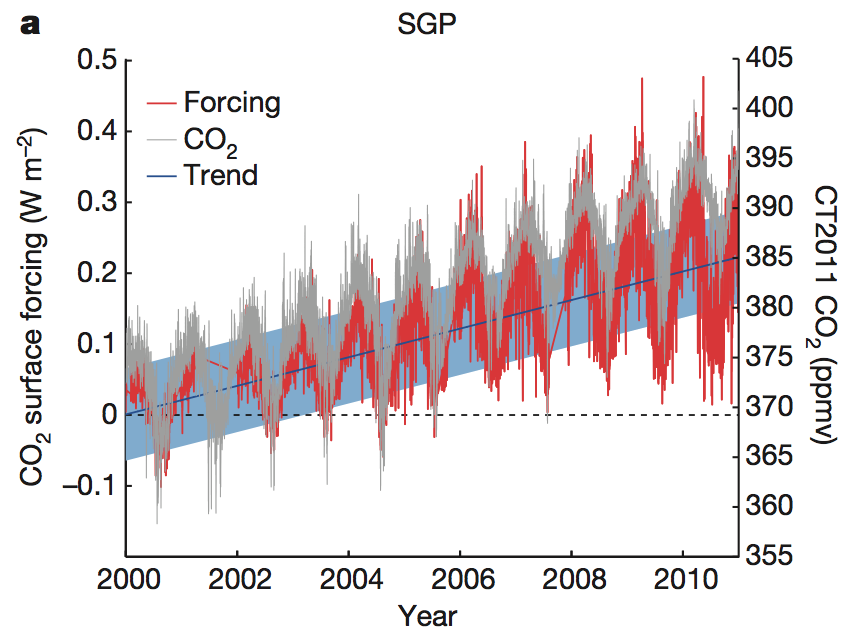 a
SGP
0.5
0.4
0.3
0.2
0.1
0
–0.1
CO2 surface forcing (W m–2)
Forcing
CO2
Trend
405
400
395
390
385
380
375
370
365
360
355
CT2011 CO2 (ppmv)
2000 2002 2004 2006 2008 2010
Year